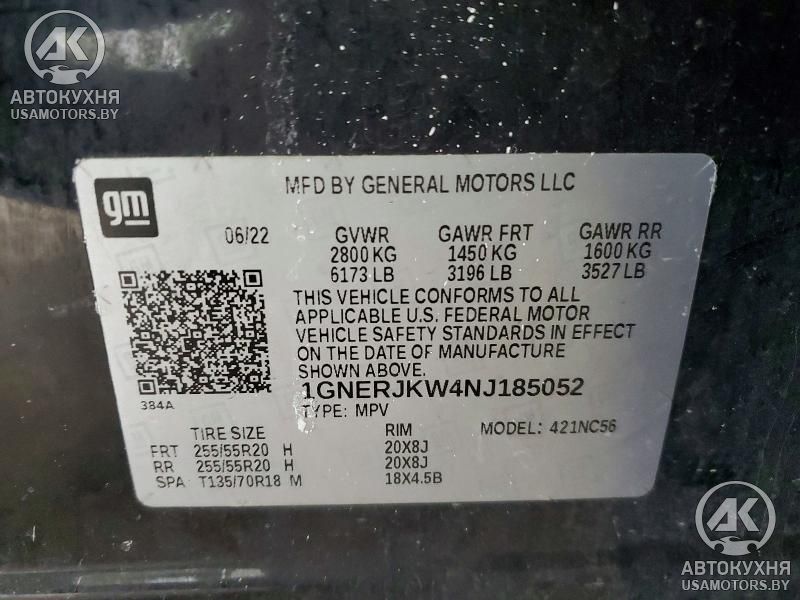 AK
АВТОКУХНЯ
USAMOTORS.BY
gm
MFD BY GENERAL MOTORS LLC
06/22 GVWR GAWR FRT GAWR RR
2800 KG 1450 KG 1600 KG
6173 LB 3196 LB 3527 LB
THIS VEHICLE CONFORMS TO ALL
APPLICABLE U.S. FEDERAL MOTOR
VEHICLE SAFETY STANDARDS IN EFFECT
ON THE DATE OF MANUFACTURE
SHOWN ABOVE.
1GNERJKW4NJ185052
384A
TYPE: MPV
TIRE SIZE RIM MODEL: 421NC56
FRT 255/55R20 H 20X8J
RR 255/55R20 H 20X8J
SPA: T135/70R18 M 18X4.5B
AK
АВТОКУХНЯ
USAMOTORS.BY